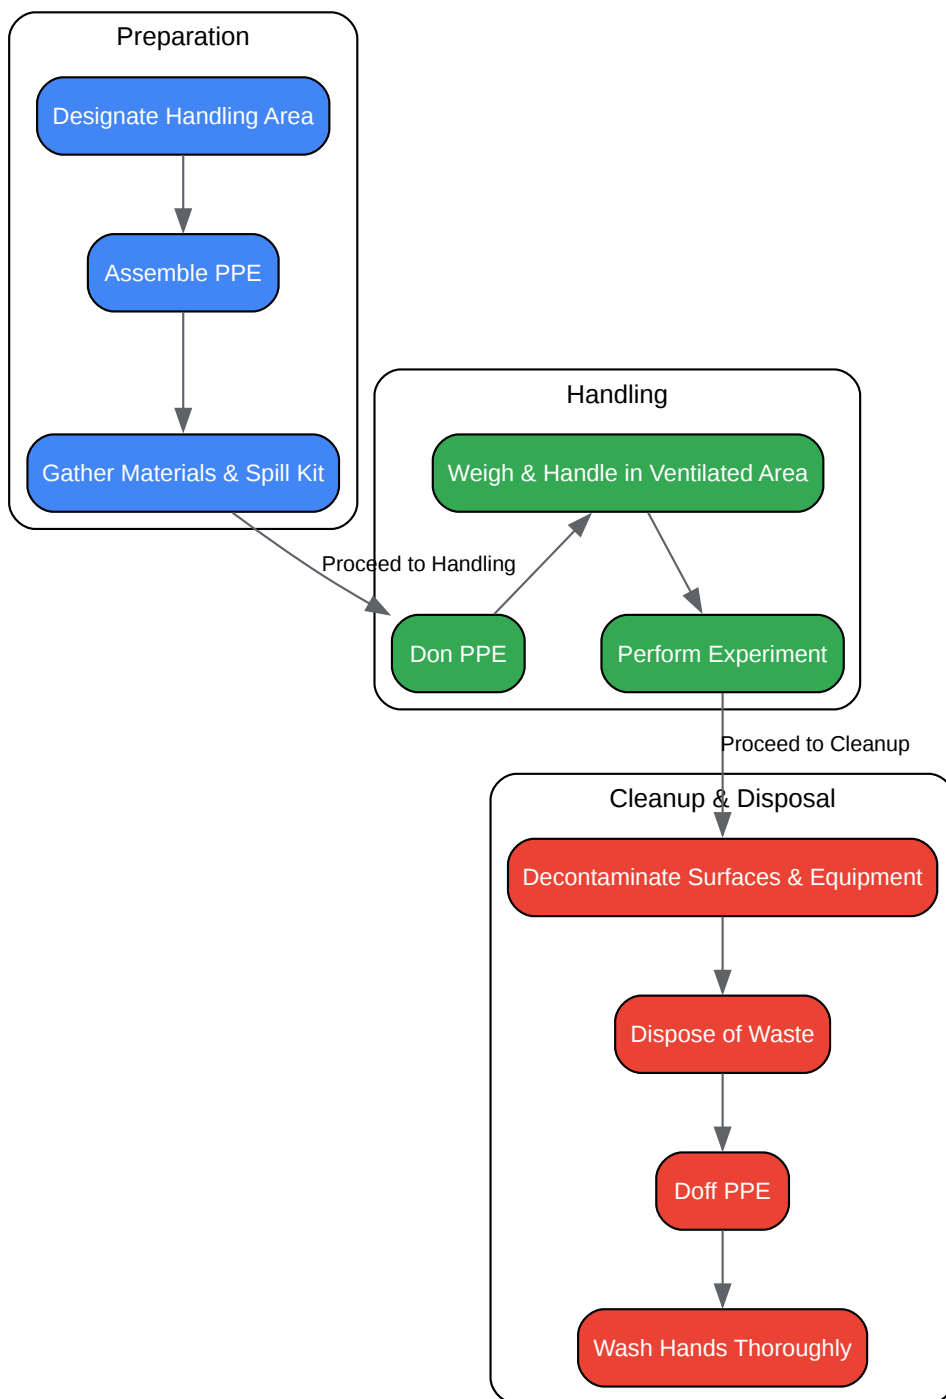 Preparation
Designate Handling Area
Assemble PPE
Gather Materials & Spill Kit
Proceed to Handling
Handling
Weigh & Handle in Ventilated Area
Don PPE
Perform Experiment
Proceed to Cleanup
Cleanup & Disposal
Decontaminate Surfaces & Equipment
Dispose of Waste
Doff PPE
Wash Hands Thoroughly